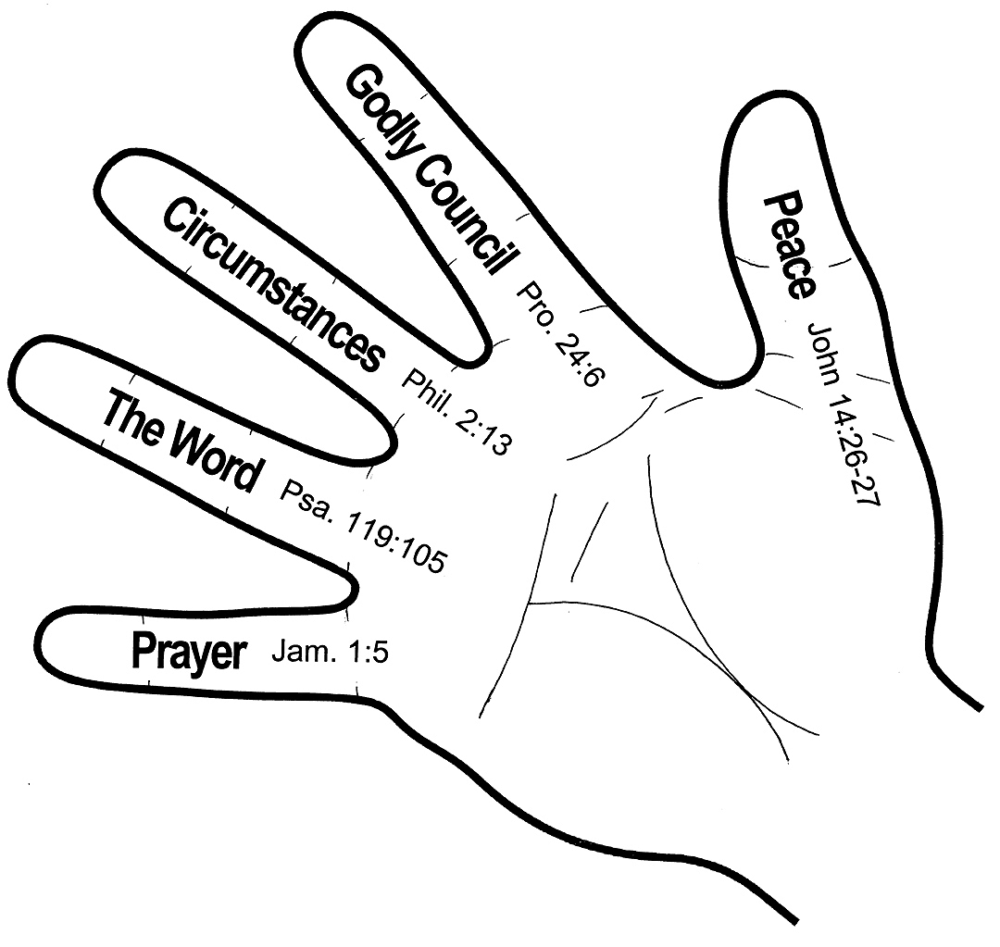 Godly Council Pro. 24:6
Peace John 14:26-27
Circumstances Phil. 2:13
The Word Psa. 119:105
Prayer Jam. 1:5